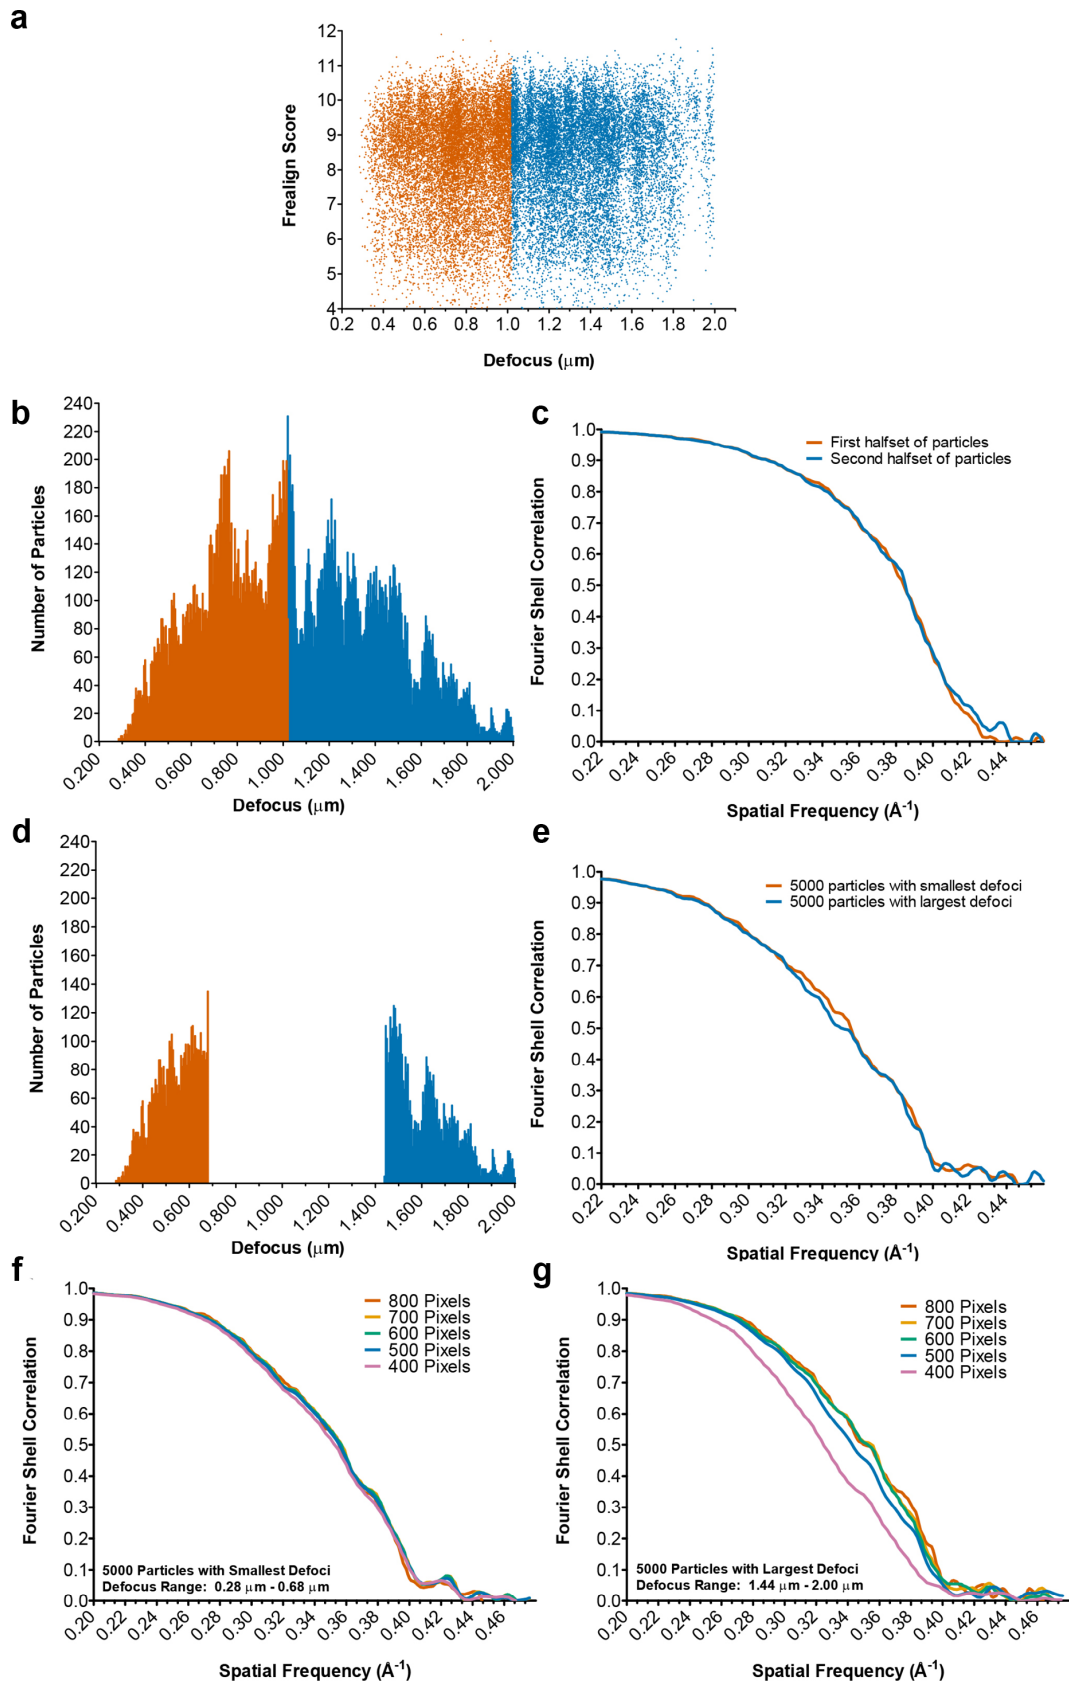 a
12
11
10
9
8
7
6
5
4
Frealign Score
0.2 0.4 0.6 0.8 1.0 1.2 1.4 1.6 1.8 2.0
Defocus (μm)
b
240
220
200
180
160
140
120
100
80
60
40
20
0
Number of Particles
0.200 0.400 0.600 0.800 1.000 1.200 1.400 1.600 1.800 2.000
Defocus (μm)
c
1.0
0.9
0.8
0.7
0.6
0.5
0.4
0.3
0.2
0.1
0.0
Fourier Shell Correlation
First halfset of particles
Second halfset of particles
0.22 0.24 0.26 0.28 0.30 0.32 0.34 0.36 0.38 0.40 0.42 0.44
Spatial Frequency (Å-1)
d
240
220
200
180
160
140
120
100
80
60
40
20
0
Number of Particles
0.200 0.400 0.600 0.800 1.000 1.200 1.400 1.600 1.800 2.000
Defocus (μm)
e
1.0
0.9
0.8
0.7
0.6
0.5
0.4
0.3
0.2
0.1
0.0
Fourier Shell Correlation
5000 particles with smallest defoci
5000 particles with largest defoci
0.22 0.24 0.26 0.28 0.30 0.32 0.34 0.36 0.38 0.40 0.42 0.44
Spatial Frequency (Å-1)
f
1.0
0.9
0.8
0.7
0.6
0.5
0.4
0.3
0.2
0.1
0.0
Fourier Shell Correlation
800 Pixels
700 Pixels
600 Pixels
500 Pixels
400 Pixels
5000 Particles with Smallest Defoci
Defocus Range: 0.28 μm - 0.68 μm
0.20 0.22 0.24 0.26 0.28 0.30 0.32 0.34 0.36 0.38 0.40 0.42 0.44 0.46
Spatial Frequency (Å-1)
g
1.0
0.9
0.8
0.7
0.6
0.5
0.4
0.3
0.2
0.1
0.0
Fourier Shell Correlation
800 Pixels
700 Pixels
600 Pixels
500 Pixels
400 Pixels
5000 Particles with Largest Defoci
Defocus Range: 1.44 μm - 2.00 μm
0.20 0.22 0.24 0.26 0.28 0.30 0.32 0.34 0.36 0.38 0.40 0.42 0.44 0.46
Spatial Frequency (Å-1)